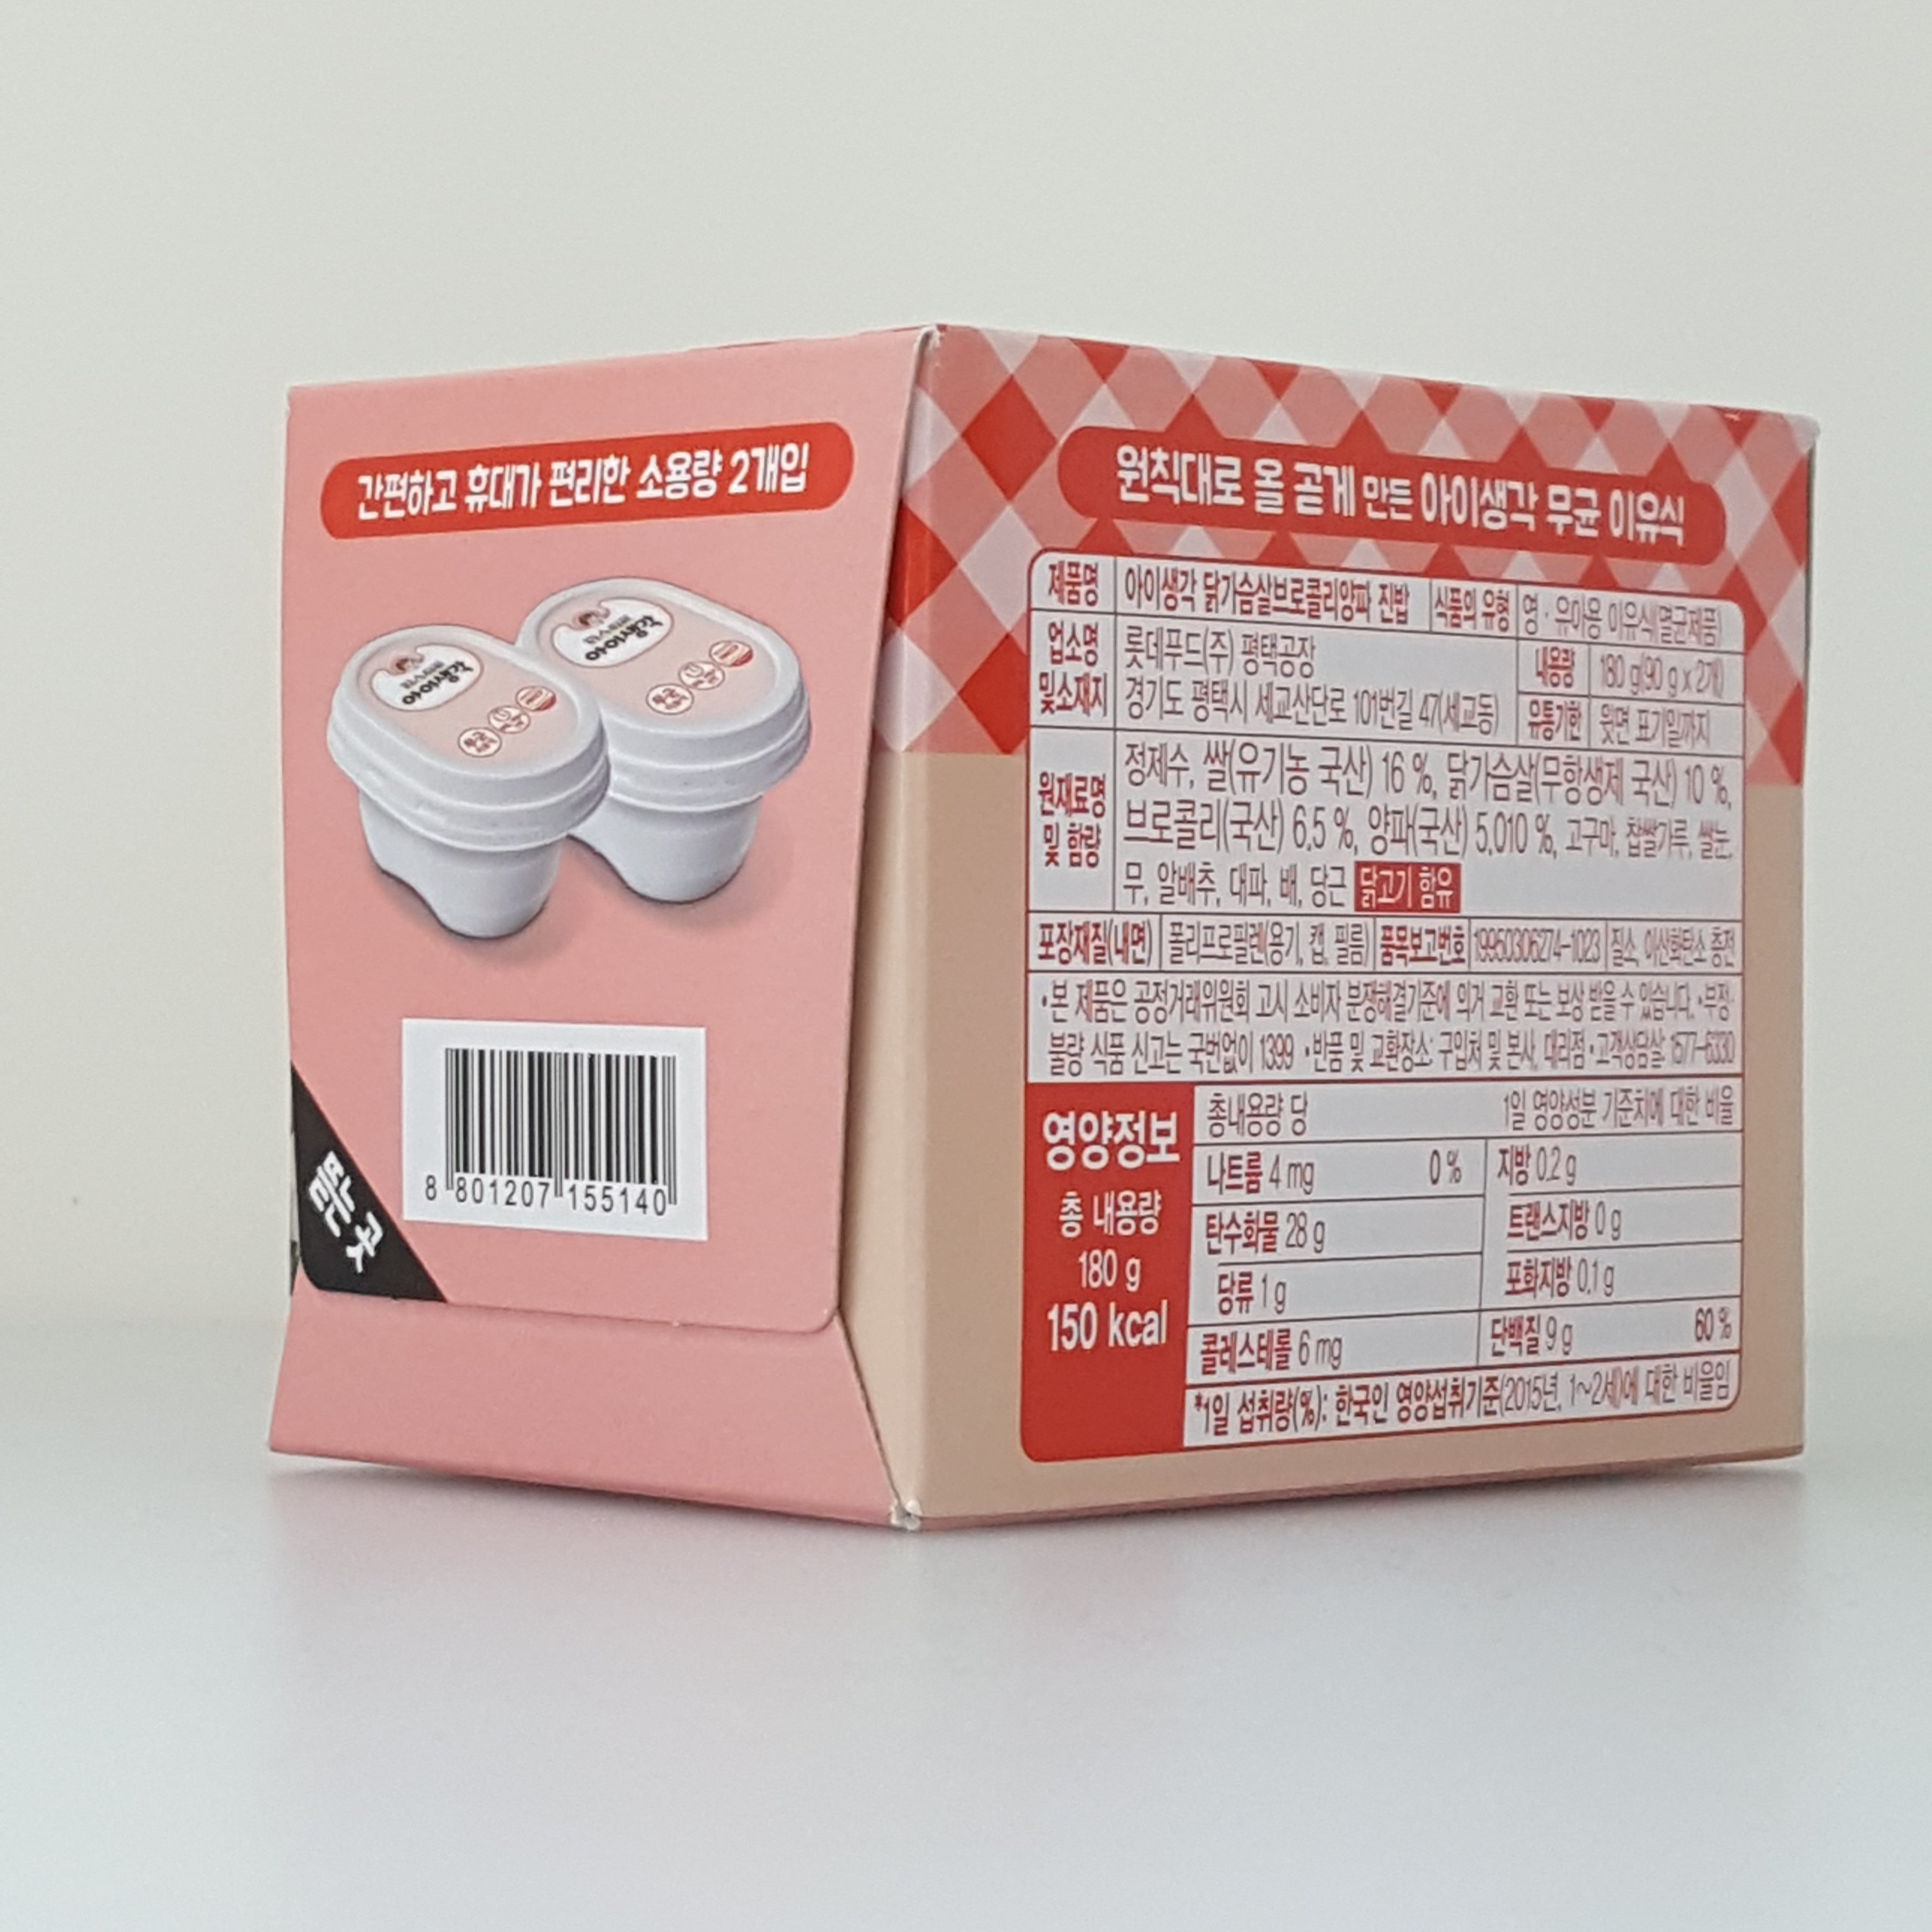 간편하고 휴대가 편리한 소용량 2개입
아이생각
아이생각
8 801207 155140
뜯는 곳
원칙대로 올 곧게 만든 아이생각 무균 이유식
제품명 아이생각 닭가슴살브로콜리양파 진밥 식품의 유형 영·유아용 이유식(멸균제품)
업소명 및 소재지 롯데푸드(주) 평택공장
경기도 평택시 세교산단로 101번길 47(세교동)
내용량 180 g(90 g x 2개)
유통기한 윗면 표기일까지
원재료명 및 함량 정제수, 쌀(유기농 국산) 16 %, 닭가슴살(무항생제 국산) 10 %,
브로콜리(국산) 6.5 %, 양파(국산) 5.010 %, 고구마, 찹쌀가루, 쌀눈,
무, 알배추, 대파, 배, 당근 닭고기 함유
포장재질(내면) 폴리프로필렌(용기, 캡, 필름) 품목보고번호 19950306274-1023 질소, 이산화탄소 충전
•본 제품은 공정거래위원회 고시 소비자 분쟁해결기준에 의거 교환 또는 보상 받을 수 있습니다. •부정·
불량 식품 신고는 국번없이 1399 •반품 및 교환장소: 구입처 및 본사, 대리점 •고객상담실: 1577-6330
영양정보
총 내용량
180 g
150 kcal
총내용량 당 1일 영양성분 기준치에 대한 비율
나트륨 4 mg 0 % 지방 0.2 g
탄수화물 28 g 트랜스지방 0 g
당류 1 g 포화지방 0.1 g
콜레스테롤 6 mg 단백질 9 g 60 %
*1일 섭취량(%): 한국인 영양섭취기준(2015년, 1~2세)에 대한 비율임